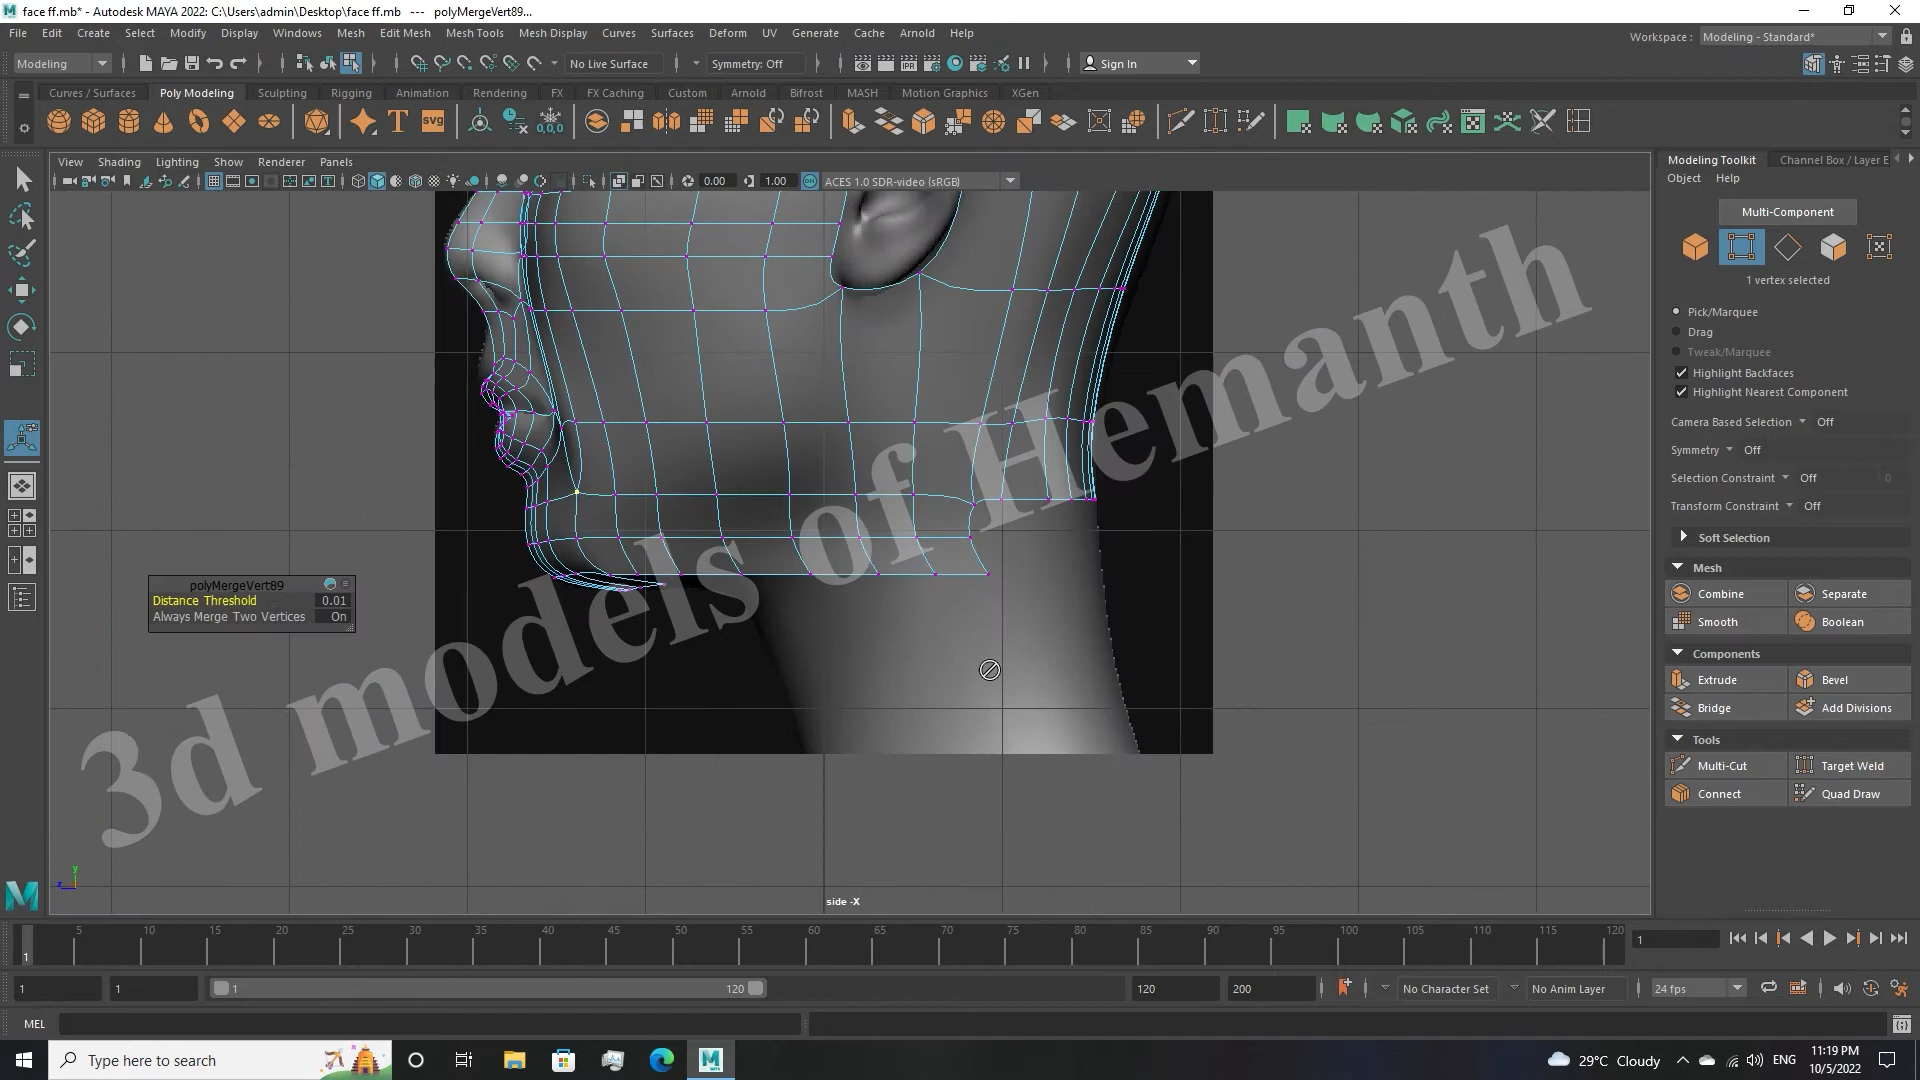 face ff.mb* - Autodesk MAYA 2022: C:\Users\admin\Desktop\face ff.mb   ---   polyMergeVert89...
File Edit Create Select Modify Display Windows Mesh Edit Mesh Mesh Tools Mesh Display Curves Surfaces Deform UV Generate Cache Arnold Help
Workspace : Modeling - Standard*
Modeling No Live Surface Symmetry: Off Sign In
Curves / Surfaces Poly Modeling Sculpting Rigging Animation Rendering FX FX Caching Custom Arnold Bifrost MASH Motion Graphics XGen
T SVG 0,0,0
View Shading Lighting Show Renderer Panels
0.00 1.00 ACES 1.0 SDR-video (sRGB)
Modeling Toolkit Channel Box / Layer E
Object Help
Multi-Component
1 vertex selected
Pick/Marquee
Drag
Tweak/Marquee
Highlight Backfaces
Highlight Nearest Component
Camera Based Selection Off
Symmetry Off
Selection Constraint Off 0
Transform Constraint Off
Soft Selection
Mesh
Combine Separate
Smooth Boolean
Components
Extrude Bevel
Bridge Add Divisions
Tools
Multi-Cut Target Weld
Connect Quad Draw
polyMergeVert89
Distance Threshold 0.01
Always Merge Two Vertices On
3d models of Hemanth
y
z
side -X
5 10 15 20 25 30 35 40 45 50 55 60 65 70 75 80 85 90 95 100 105 110 115 120
1
1
1 1 1 120 120 200 No Character Set No Anim Layer 24 fps
MEL
Type here to search
29°C Cloudy ENG 11:19 PM
10/5/2022